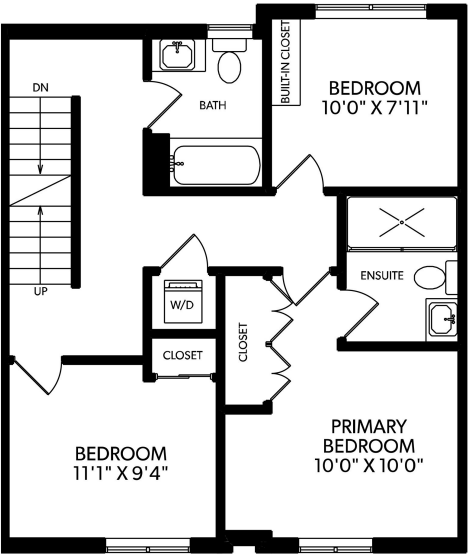 BUILT-IN CLOSET
BEDROOM
10'0" X 7'11"
DN
BATH
ENSUITE
UP
W/D
CLOSET
CLOSET
PRIMARY
BEDROOM
10'0" X 10'0"
BEDROOM
11'1" X 9'4"